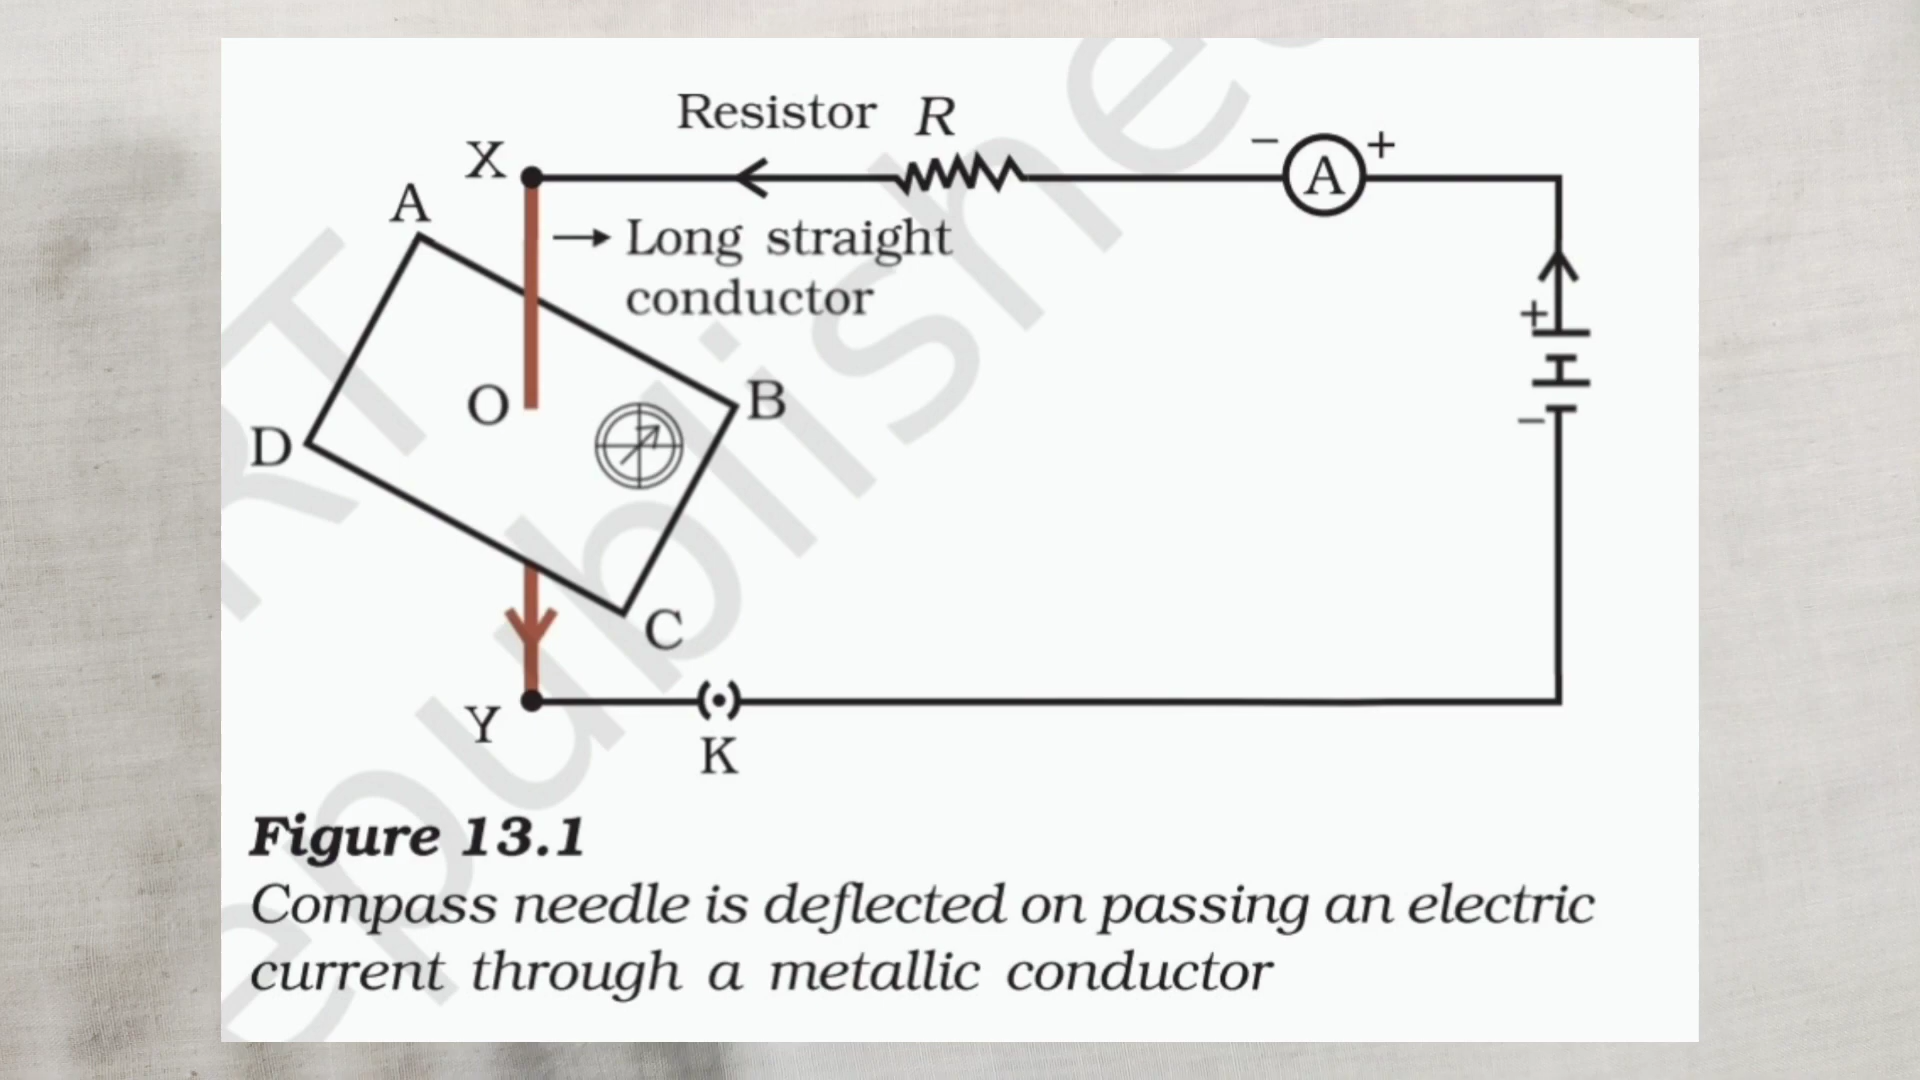 Resistor R
− A +
X
A
Long straight
conductor
+
O
B
D
−
C
Y
K
Figure 13.1
Compass needle is deflected on passing an electric
current through a metallic conductor